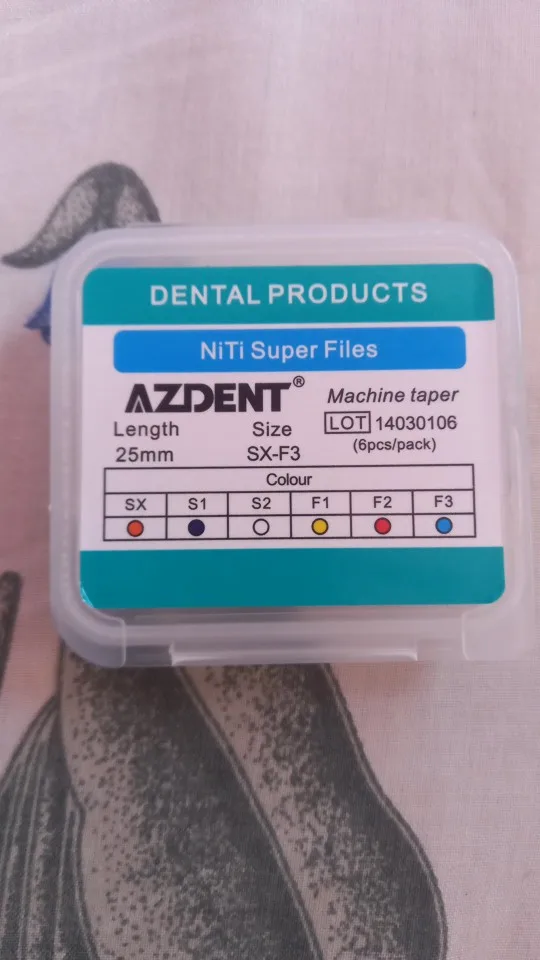 DENTAL PRODUCTS
NiTi Super Files
AZDENT®
Machine taper
LOT 14030106
(6pcs/pack)
Length
25mm
Size
SX-F3
Colour
SX S1 S2 F1 F2 F3